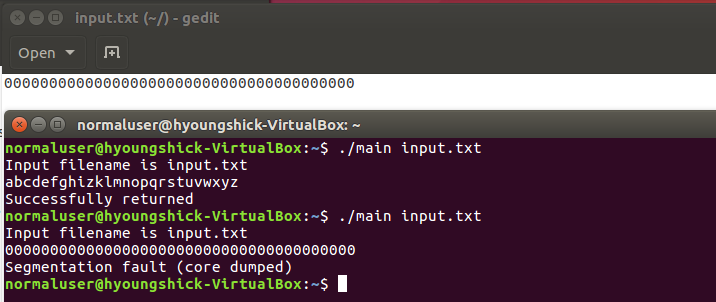 input.txt (~/) - gedit
Open
000000000000000000000000000000000000000
normaluser@hyoungshick-VirtualBox: ~
normaluser@hyoungshick-VirtualBox:~$ ./main input.txt
Input filename is input.txt
abcdefghizklmnopqrstuvwxyz
Successfully returned
normaluser@hyoungshick-VirtualBox:~$ ./main input.txt
Input filename is input.txt
000000000000000000000000000000000000000
Segmentation fault (core dumped)
normaluser@hyoungshick-VirtualBox:~$